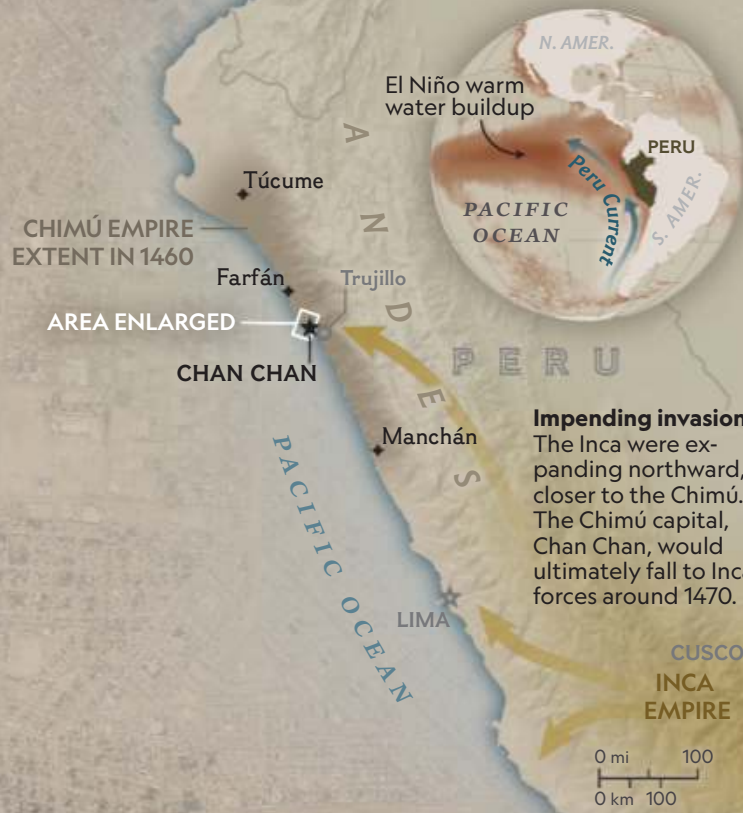 N. AMER.
El Niño warm
water buildup
PERU
Peru Current
PACIFIC
OCEAN
S. AMER.
ANDES
Túcume
CHIMÚ EMPIRE
EXTENT IN 1460
Farfán
Trujillo
AREA ENLARGED
CHAN CHAN
PERU
Manchán
PACIFIC OCEAN
Impending invasion
The Inca were ex-
panding northward,
closer to the Chimú.
The Chimú capital,
Chan Chan, would
ultimately fall to Inca
forces around 1470.
LIMA
CUSCO
INCA
EMPIRE
0 mi 100
0 km 100